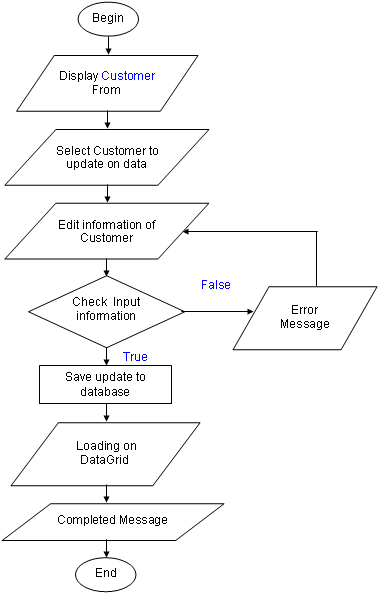 Begin
Display Customer
From
Select Customer to
update on data
Edit information of
Customer
False
Check Input
information
Error
Message
True
Save update to
database
Loading on
DataGrid
Completed Message
End